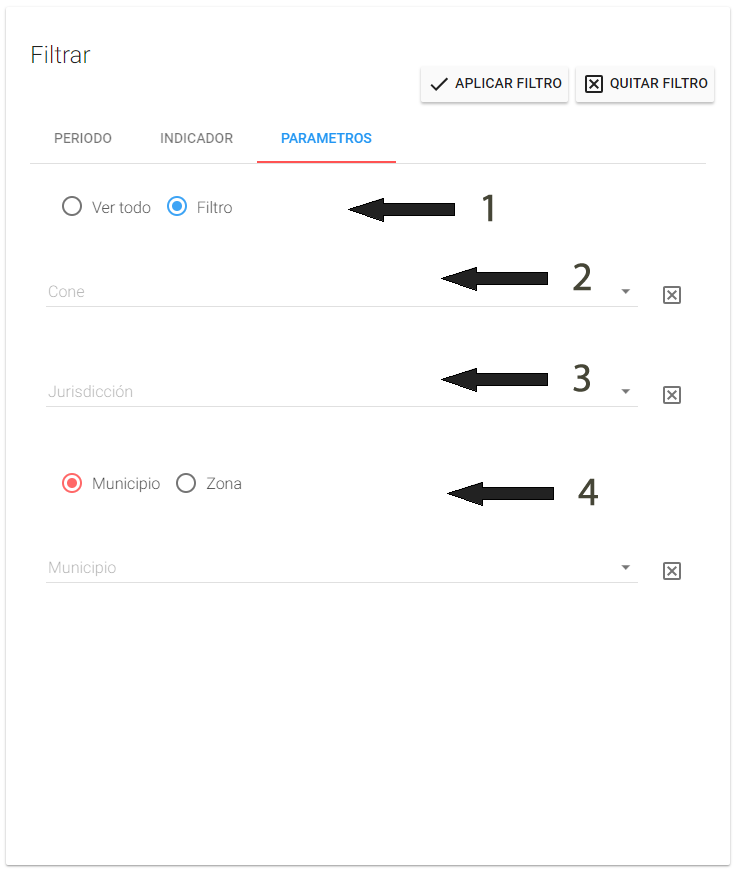 Filtrar
APLICAR FILTRO QUITAR FILTRO
PERIODO INDICADOR PARAMETROS
Ver todo Filtro 1
Cone 2
Jurisdicción 3
Municipio Zona 4
Municipio